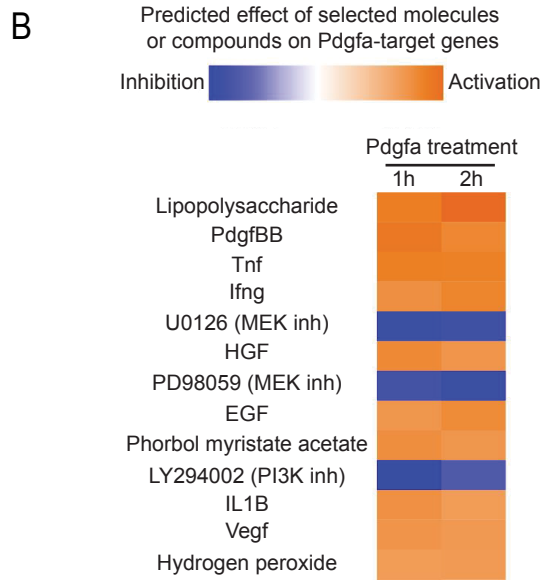 B
Predicted effect of selected molecules
or compounds on Pdgfa-target genes
Inhibition Activation
Pdgfa treatment
1h 2h
Lipopolysaccharide
PdgfBB
Tnf
Ifng
U0126 (MEK inh)
HGF
PD98059 (MEK inh)
EGF
Phorbol myristate acetate
LY294002 (PI3K inh)
IL1B
Vegf
Hydrogen peroxide